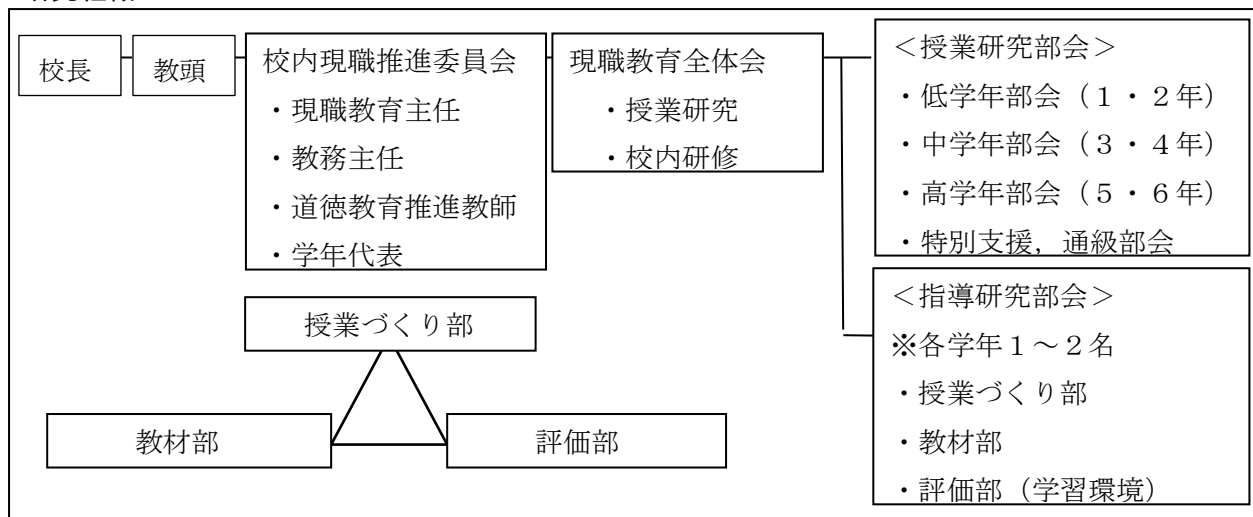 校長
教頭
校内現職推進委員会
・現職教育主任
・教務主任
・道徳教育推進教師
・学年代表
現職教育全体会
・授業研究
・校内研修
＜授業研究部会＞
・低学年部会（１・２年）
・中学年部会（３・４年）
・高学年部会（５・６年）
・特別支援，通級部会
＜指導研究部会＞
※各学年１～２名
・授業づくり部
・教材部
・評価部（学習環境）
授業づくり部
教材部
評価部